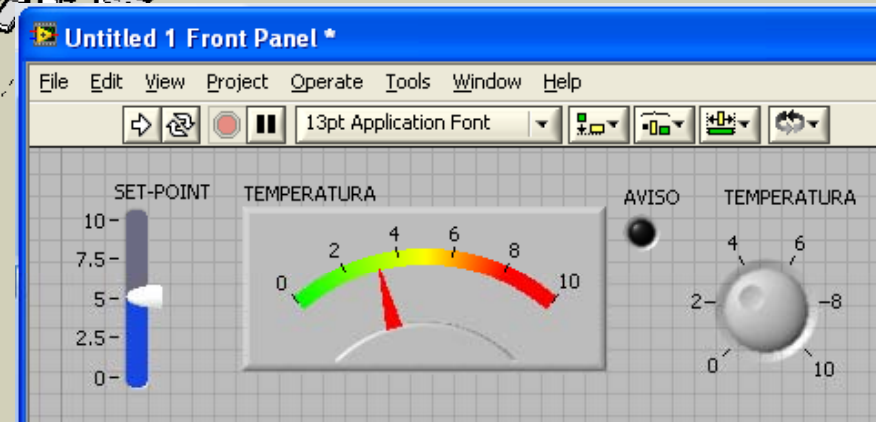 Untitled 1 Front Panel *
File Edit View Project Operate Tools Window Help
13pt Application Font
SET-POINT
10
7.5
5
2.5
0
TEMPERATURA
0 2 4 6 8 10
AVISO
TEMPERATURA
0 2 4 6 8 10